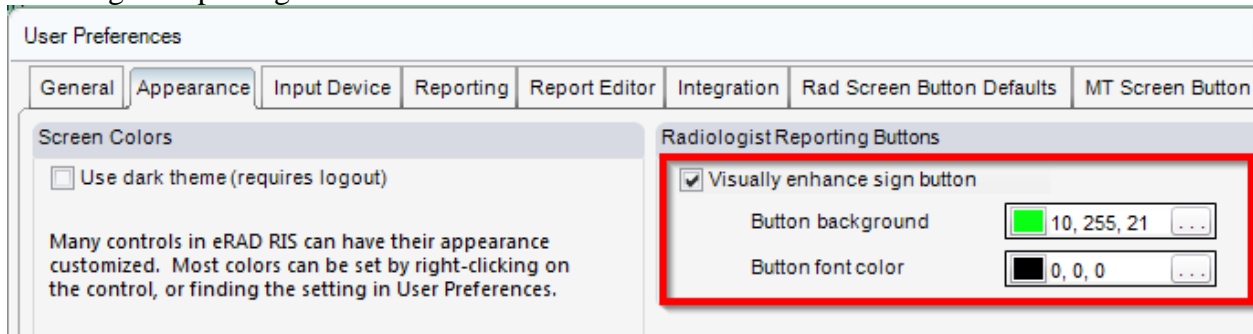 User Preferences
General Appearance Input Device Reporting Report Editor Integration Rad Screen Button Defaults MT Screen Button
Screen Colors
Use dark theme (requires logout)
Many controls in eRAD RIS can have their appearance
customized. Most colors can be set by right-clicking on
the control, or finding the setting in User Preferences.
Radiologist Reporting Buttons
Visually enhance sign button
Button background 10, 255, 21 ...
Button font color 0, 0, 0 ...